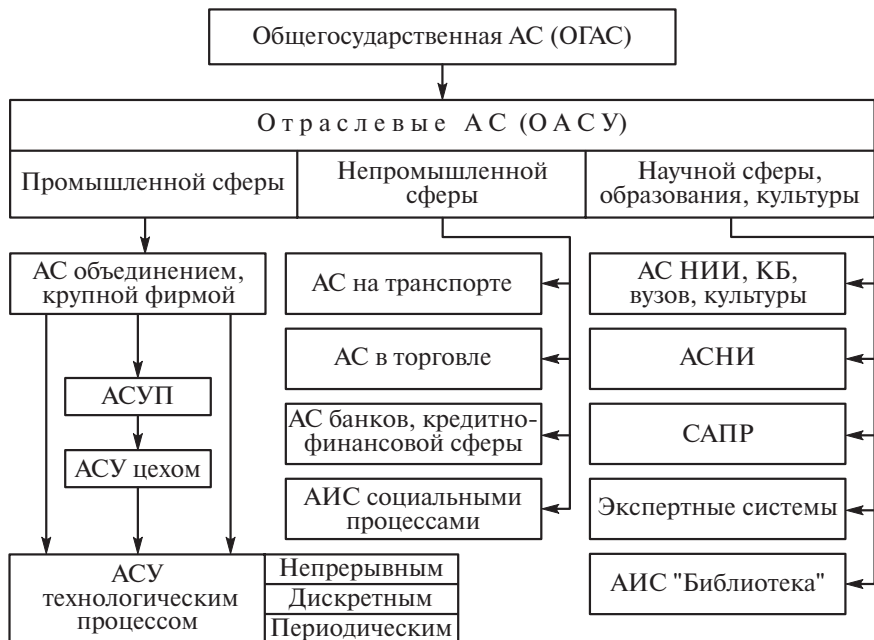 Общегосударственная АС (ОГАС)
Отраслевые АС (ОАСУ)
Промышленной сферы
Непромышленной
сферы
Научной сферы,
образования, культуры
АС объединением,
крупной фирмой
АСУП
АСУ цехом
АСУ
технологическим
процессом
Непрерывным
Дискретным
Периодическим
АС на транспорте
АС в торговле
АС банков, кредитно-
финансовой сферы
АИС социальными
процессами
АС НИИ, КБ,
вузов, культуры
АСНИ
САПР
Экспертные системы
АИС "Библиотека"